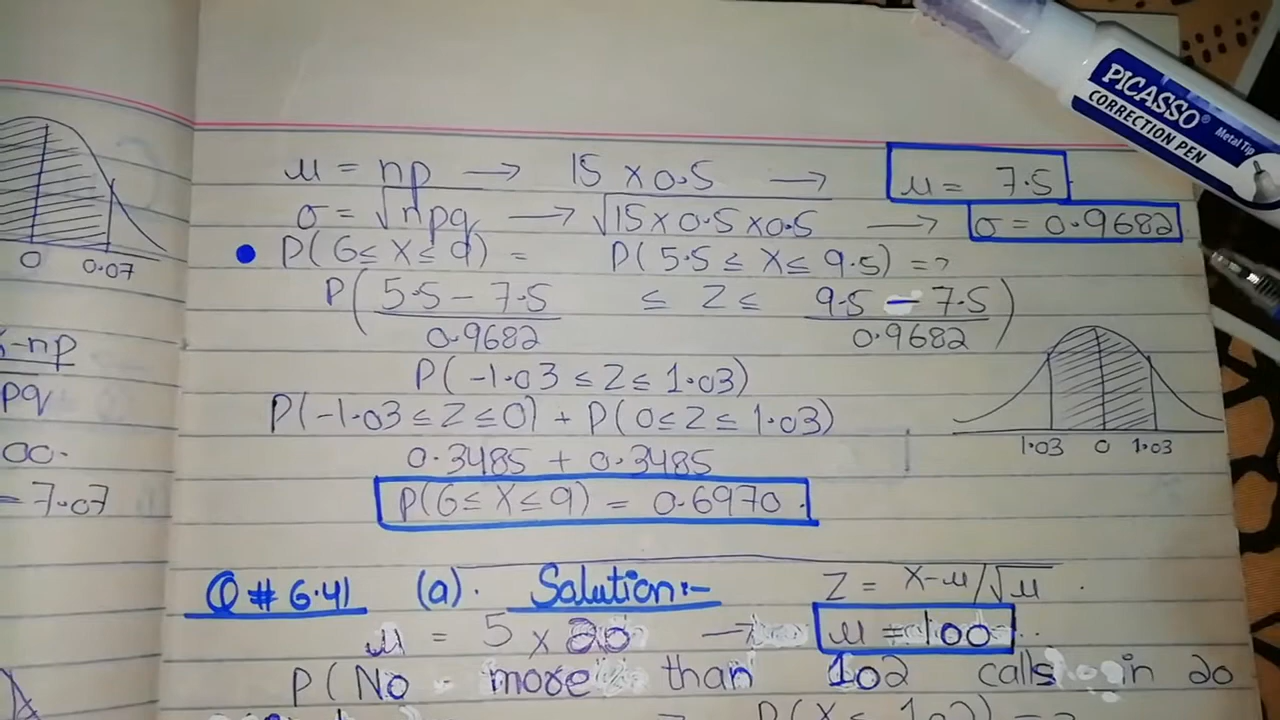 PICASSO®
CORRECTION PEN
Metal Tip
0 0.07
-np
pq
00.
= 7.07
μ = np → 15 x 0.5 → μ = 7.5
σ = √npq → √15 x 0.5 x 0.5 → σ = 0.9682
• P(6 ≤ X ≤ 9) = P(5.5 ≤ X ≤ 9.5) =>
P( 5.5 - 7.5 / 0.9682 ≤ Z ≤ 9.5 - 7.5 / 0.9682 )
P(-1.03 ≤ Z ≤ 1.03)
P(-1.03 ≤ Z ≤ 0) + P(0 ≤ Z ≤ 1.03)
1.03 0 1.03
0.3485 + 0.3485
P(6 ≤ X ≤ 9) = 0.6970.
Q # 6.41 (a). Solution:- Z = X-μ/√μ.
μ = 5 x 20 → μ = 100
P(No more than 102 calls in 20
P(X ≤ 102) =>